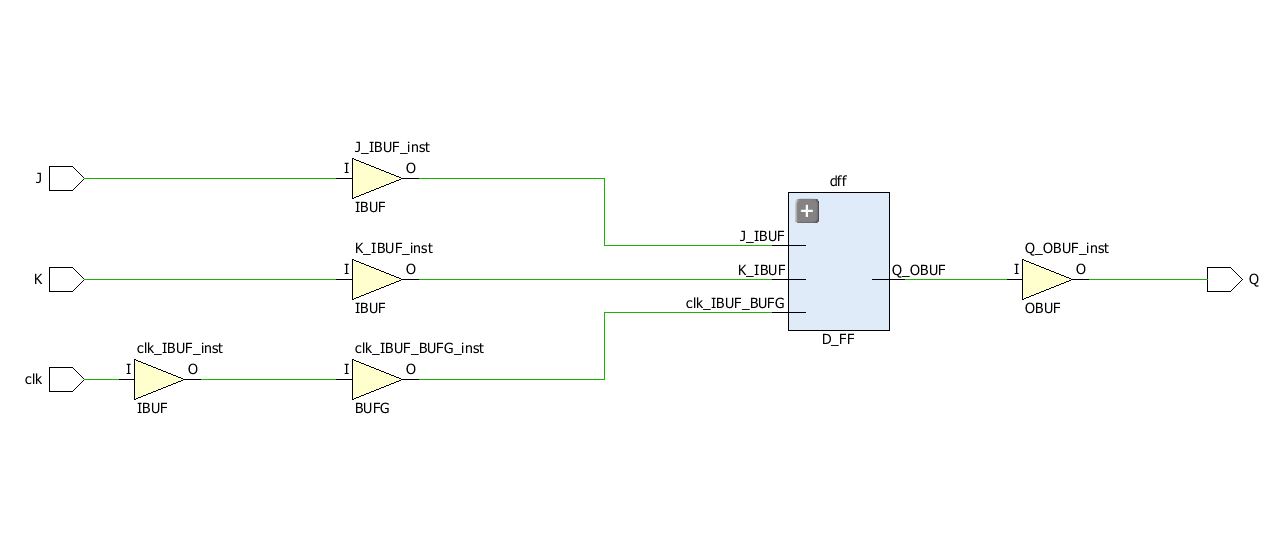 J_IBUF_inst
J
I
O
IBUF
dff
+
J_IBUF
K_IBUF_inst
K
I
O
IBUF
K_IBUF
clk_IBUF_BUFG
Q_OBUF
D_FF
Q_OBUF_inst
I
O
OBUF
Q
clk_IBUF_inst
clk
I
O
IBUF
clk_IBUF_BUFG_inst
I
O
BUFG